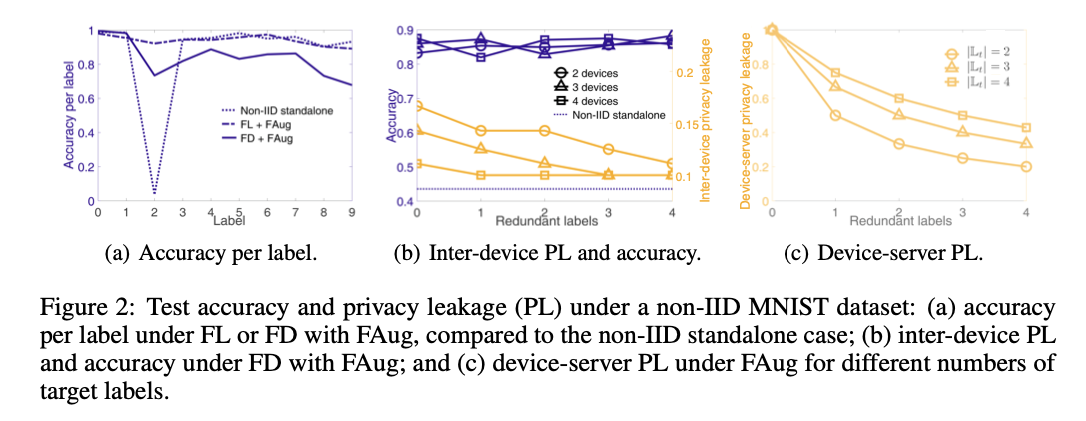 1
0.8
0.6
0.4
0.2
0
Accuracy per label
Non-IID standalone
FL + FAug
FD + FAug
0 1 2 3 4 5 6 7 8 9
Label
(a) Accuracy per label.
0.9
0.8
0.7
0.6
0.5
0.4
Accuracy
2 devices
3 devices
4 devices
Non-IID standalone
0.2
0.15
0.1
Inter-device privacy leakage
0 1 2 3 4
Redundant labels
(b) Inter-device PL and accuracy.
1
0.8
0.6
0.4
0.2
0
Device-server privacy leakage
|𝕃ₜ| = 2
|𝕃ₜ| = 3
|𝕃ₜ| = 4
0 1 2 3 4
Redundant labels
(c) Device-server PL.
Figure 2: Test accuracy and privacy leakage (PL) under a non-IID MNIST dataset: (a) accuracy
per label under FL or FD with FAug, compared to the non-IID standalone case; (b) inter-device PL
and accuracy under FD with FAug; and (c) device-server PL under FAug for different numbers of
target labels.